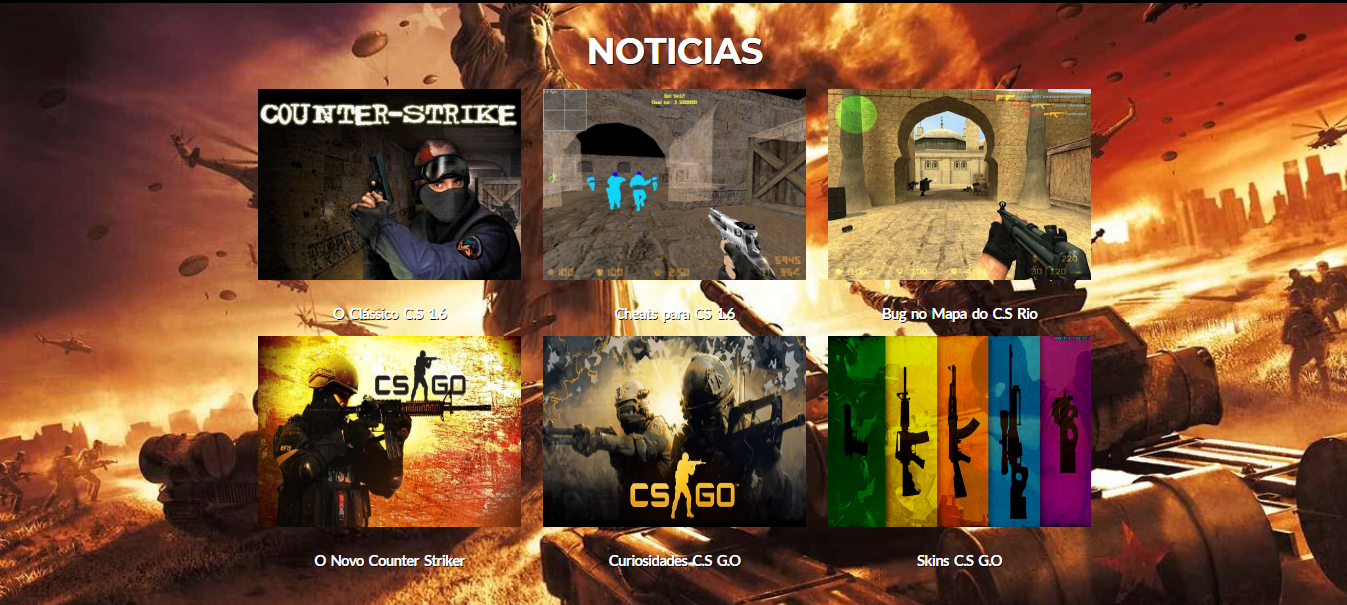 NOTICIAS
COUNTER-STRIKE
O Clássico C.S 1.6
Cheats para CS 1.6
Bug no Mapa do C.S Rio
CS GO
CS GO
O Novo Counter Striker
Curiosidades C.S G.O
Skins C.S G.O